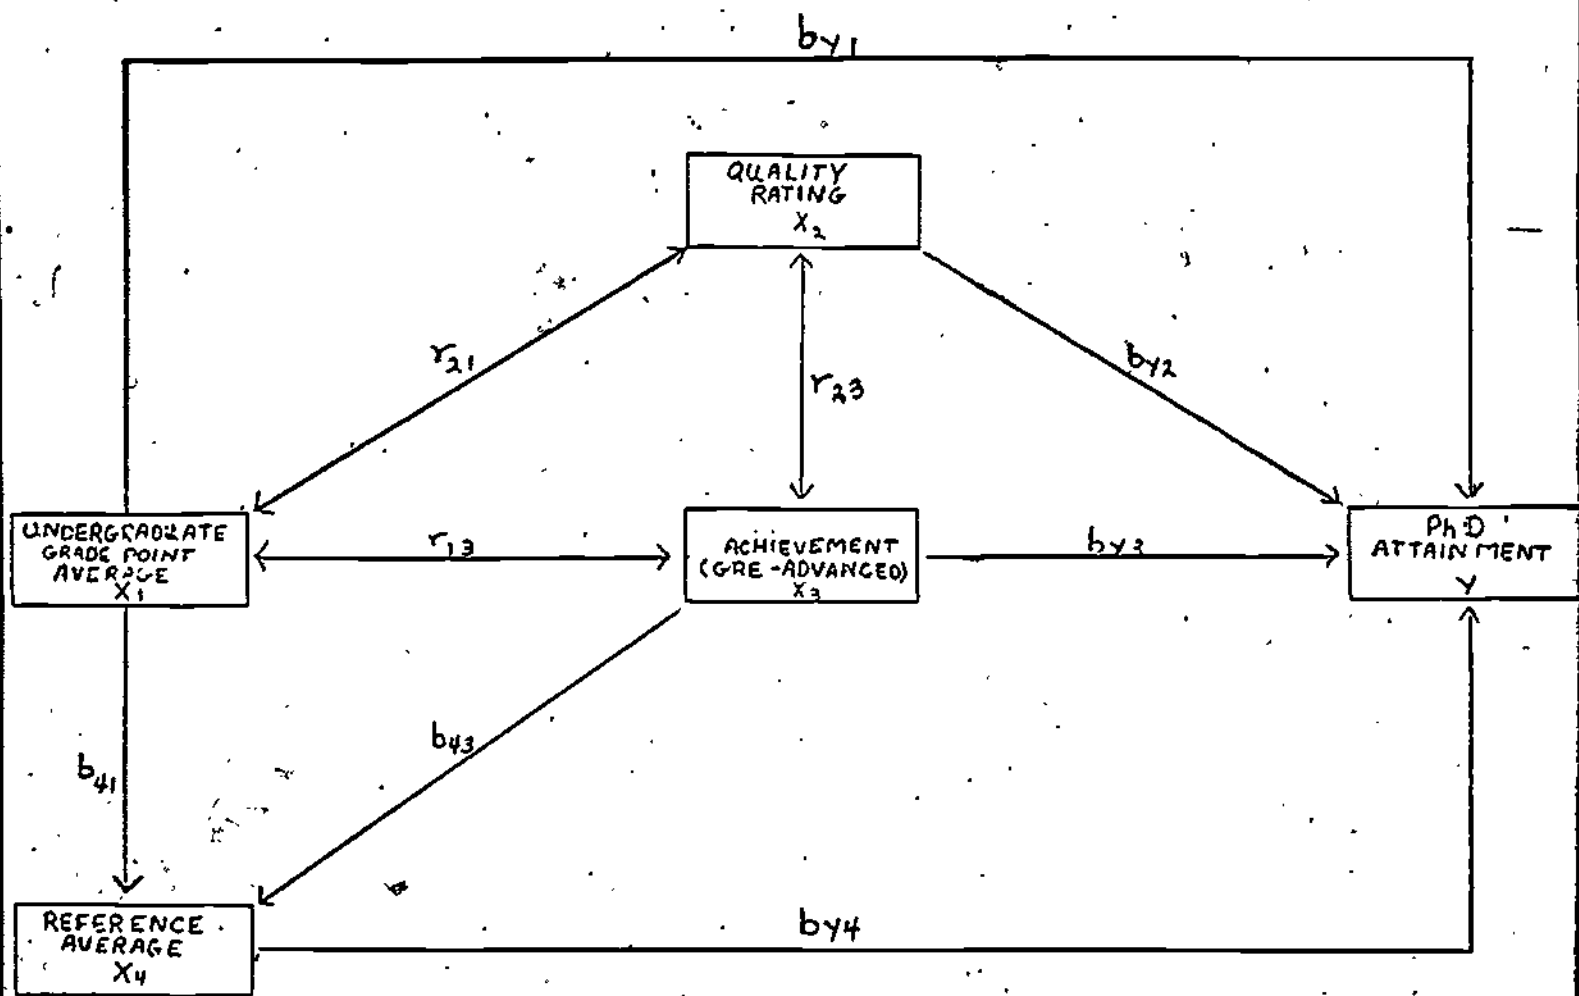 by1
QUALITY
RATING
X2
r21
r23
by2
UNDERGRADUATE
GRADE POINT
AVERAGE
X1
r13
ACHIEVEMENT
(GRE-ADVANCED)
X3
by3
PhD
ATTAINMENT
Y
b41
b43
REFERENCE
AVERAGE
X4
by4